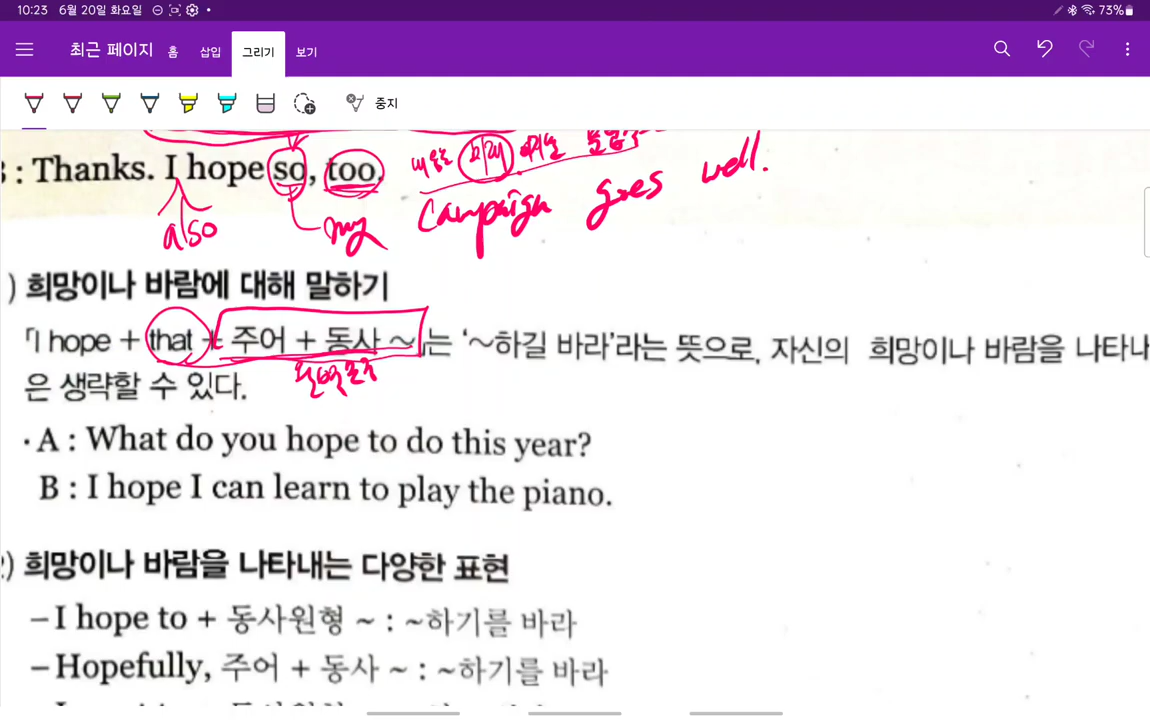 10:23 6월 20일 화요일 73%
최근 페이지 홈 삽입 그리기 보기
중지
: Thanks. I hope so, too.
also my campaign goes well.
) 희망이나 바람에 대해 말하기
「I hope + that + 주어 + 동사 ~」는 '~하길 바라'라는 뜻으로, 자신의 희망이나 바람을 나타내
은 생략할 수 있다.
· A : What do you hope to do this year?
B : I hope I can learn to play the piano.
) 희망이나 바람을 나타내는 다양한 표현
– I hope to + 동사원형 ~ : ~하기를 바라
– Hopefully, 주어 + 동사 ~ : ~하기를 바라